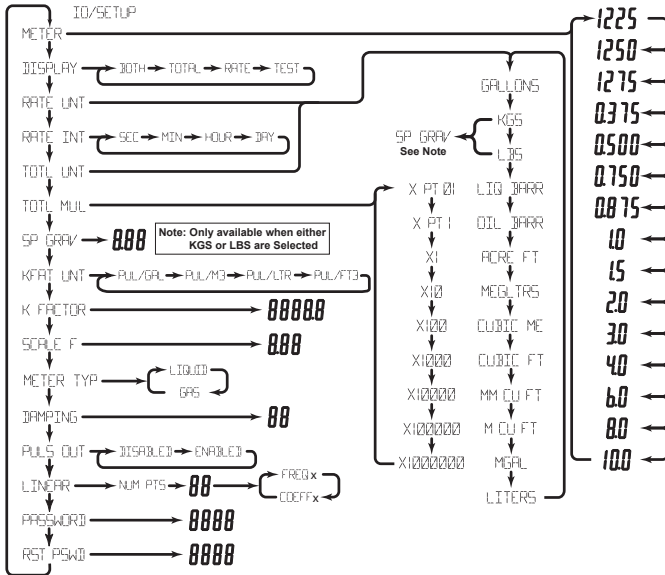 IO/SETUP
METER
DISPLAY BOTH TOTAL RATE TEST
RATE UNT
RATE INT SEC MIN HOUR DAY
TOTL UNT
TOTL MUL
SP GRAV 8.88
Note: Only available when either
KGS or LBS are Selected
KFAT UNT PUL/GAL PUL/M3 PUL/LTR PUL/FT3
K FACTOR 8888.8
SCALE F 8.88
METER TYP LIQUID
GAS
DAMPING 88
PULS OUT DISABLED ENABLED
LINEAR NUM PTS 88 FREQ x
COEFF x
PASSWORD 8888
RST PSWD 8888
X PT 01
X PT 1
X1
X10
X100
X1000
X10000
X100000
X1000000
GALLONS
KGS
SP GRAV
See Note
LBS
LIQ BARR
OIL BARR
ACRE FT
MEGLTRS
CUBIC ME
CUBIC FT
MM CU FT
M CU FT
MGAL
LITERS
1225
1250
1275
0.375
0.500
0.750
0.875
1.0
1.5
2.0
3.0
4.0
6.0
8.0
10.0